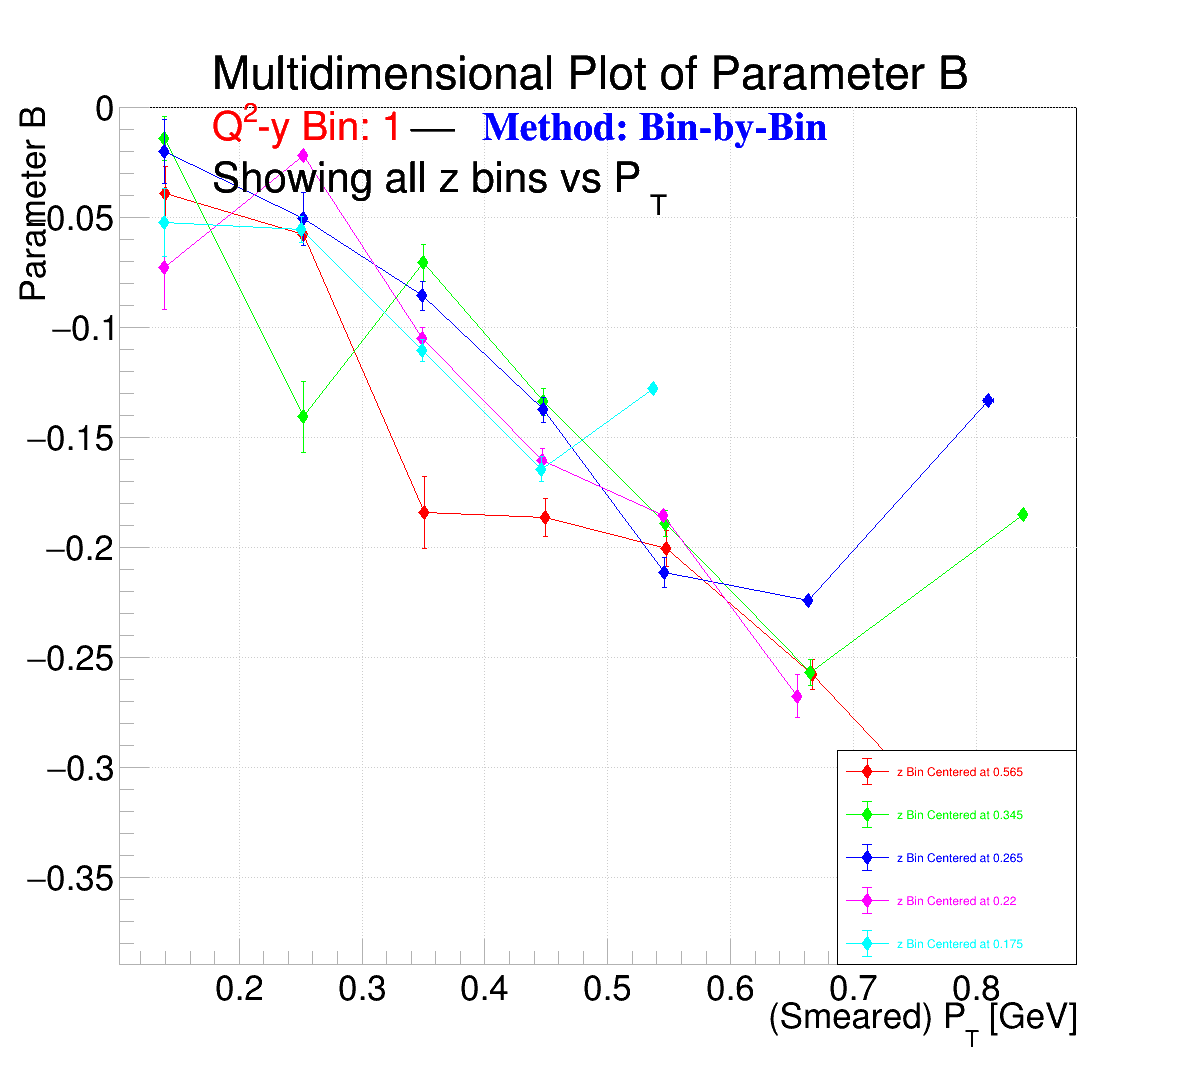 Multidimensional Plot of Parameter B
Q²-y Bin: 1 — Method: Bin-by-Bin
Showing all z bins vs P_T
Parameter B
0
−0.05
−0.1
−0.15
−0.2
−0.25
−0.3
−0.35
z Bin Centered at 0.565
z Bin Centered at 0.345
z Bin Centered at 0.265
z Bin Centered at 0.22
z Bin Centered at 0.175
0.2 0.3 0.4 0.5 0.6 0.7 0.8
(Smeared) P_T [GeV]